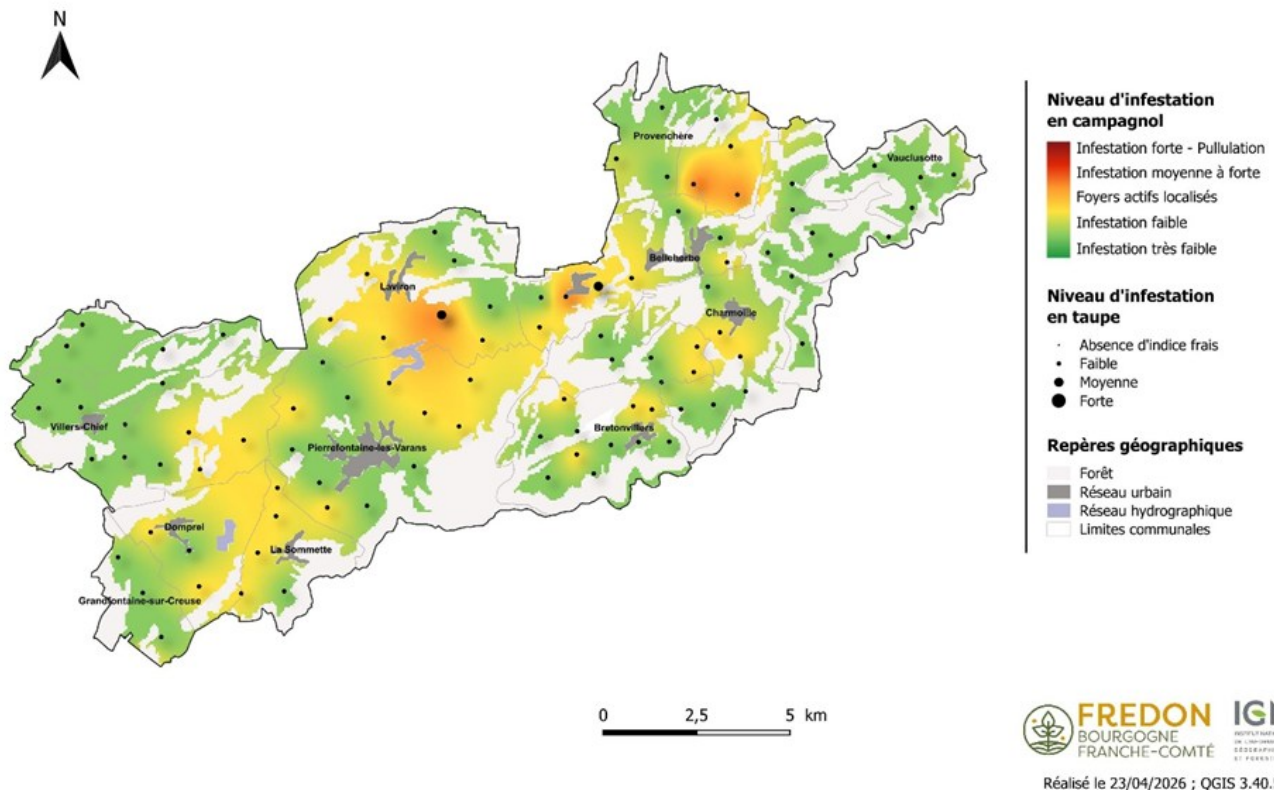 N
Provenchère
Vauclusotte
Belleherbe
Laviron
Charmoille
Villers-Chief
Bretonvillers
Pierrefontaine-les-Varans
Domprel
La Sommette
Grandfontaine-sur-Creuse
Niveau d'infestation
en campagnol
Infestation forte - Pullulation
Infestation moyenne à forte
Foyers actifs localisés
Infestation faible
Infestation très faible
Niveau d'infestation
en taupe
Absence d'indice frais
Faible
Moyenne
Forte
Repères géographiques
Forêt
Réseau urbain
Réseau hydrographique
Limites communales
0 2,5 5 km
FREDON
BOURGOGNE
FRANCHE-COMTÉ
Réalisé le 23/04/2026 ; QGIS 3.40.